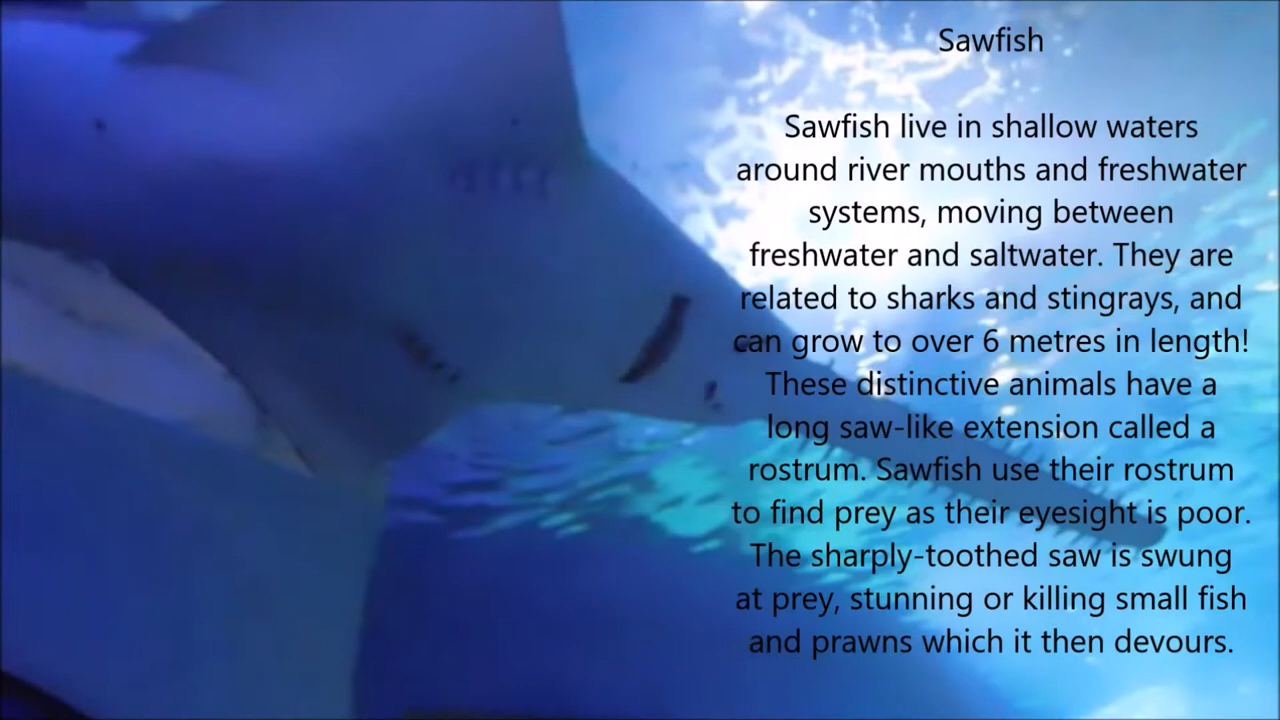 Sawfish
Sawfish live in shallow waters
around river mouths and freshwater
systems, moving between
freshwater and saltwater. They are
related to sharks and stingrays, and
can grow to over 6 metres in length!
These distinctive animals have a
long saw-like extension called a
rostrum. Sawfish use their rostrum
to find prey as their eyesight is poor.
The sharply-toothed saw is swung
at prey, stunning or killing small fish
and prawns which it then devours.